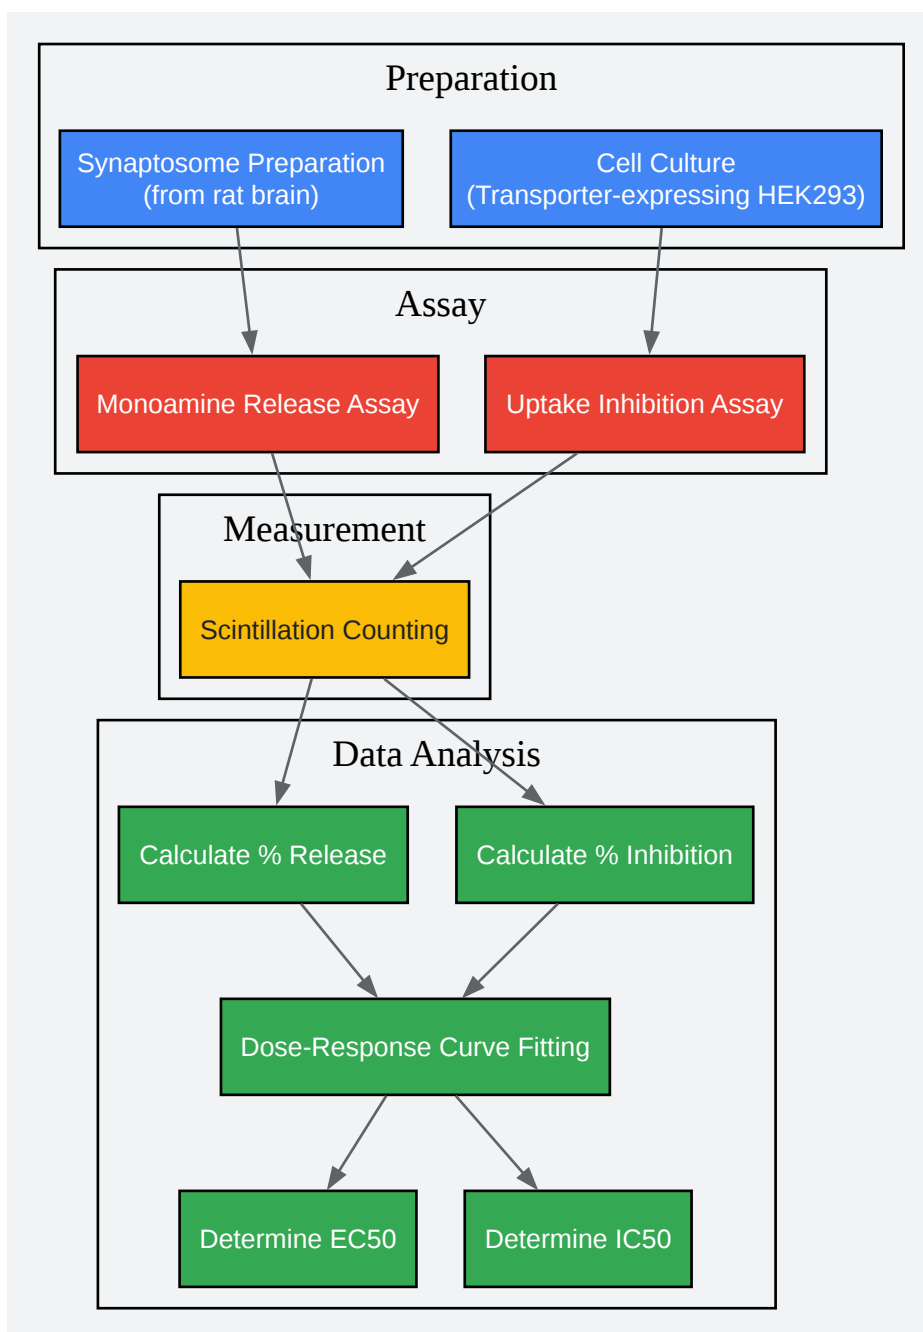 Preparation
Synaptosome Preparation
(from rat brain)
Cell Culture
(Transporter-expressing HEK293)
Assay
Monoamine Release Assay
Uptake Inhibition Assay
Measurement
Scintillation Counting
Data Analysis
Calculate % Release
Calculate % Inhibition
Dose-Response Curve Fitting
Determine EC50
Determine IC50